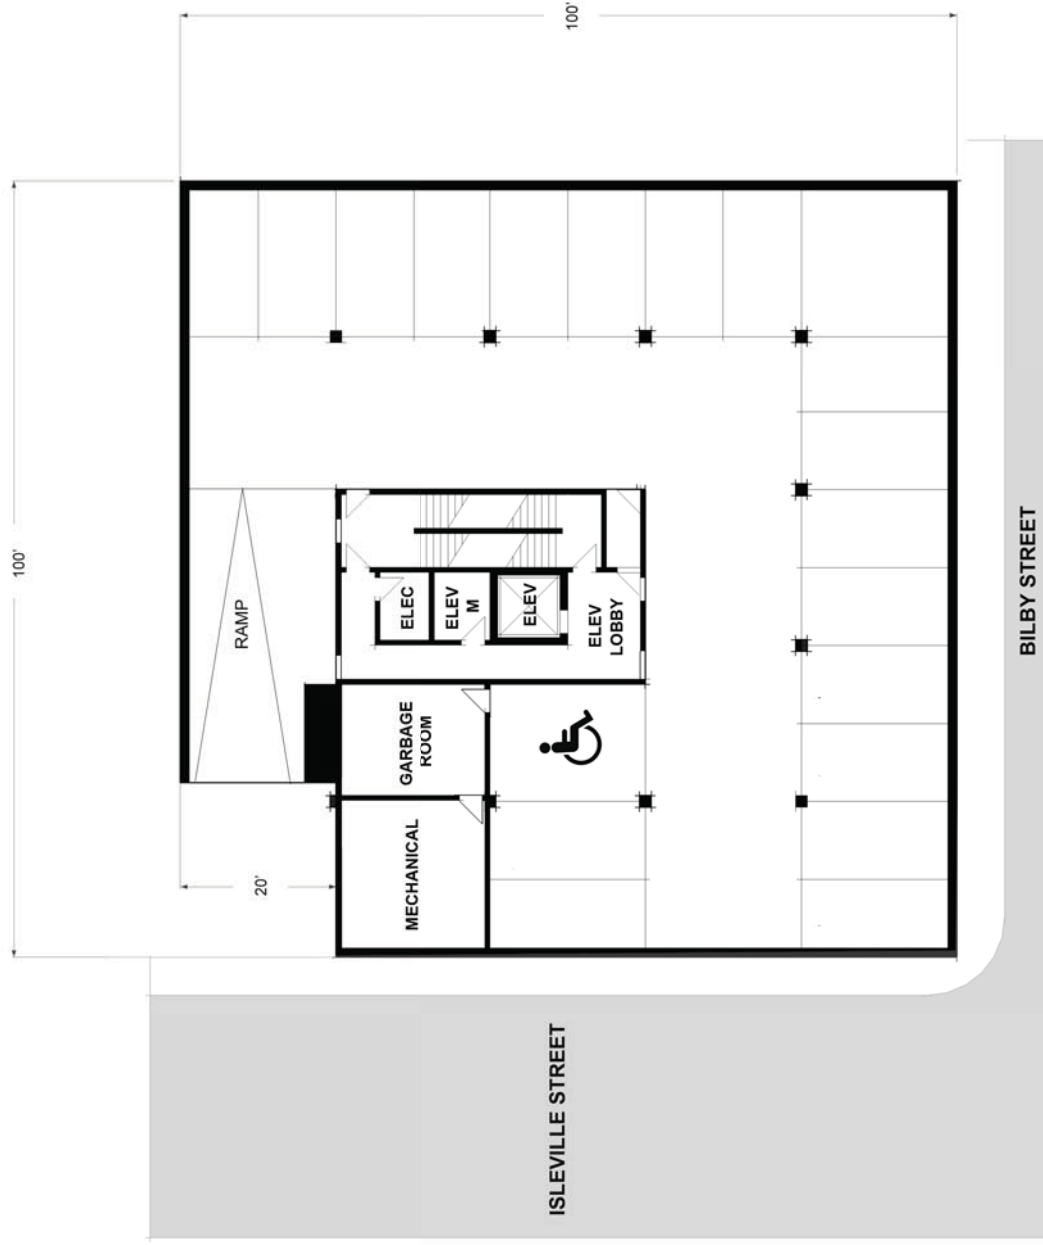 100'
100'
RAMP
20'
ELEC
ELEV
M
ELEV
ELEV
LOBBY
GARBAGE
ROOM
MECHANICAL
BILBY STREET
ISLEVILLE STREET